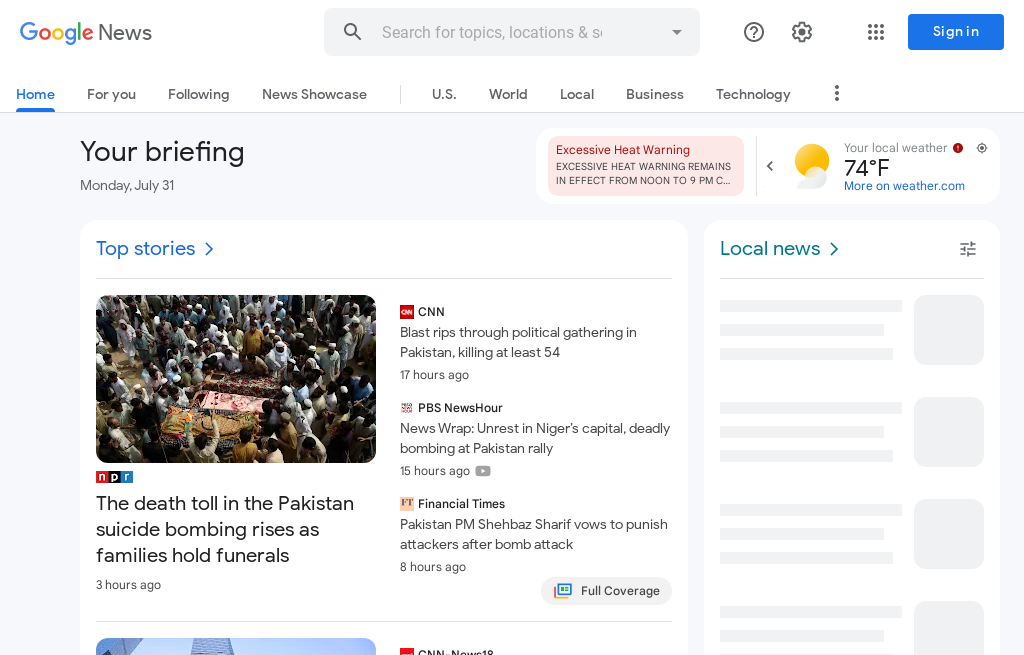 Google News
Search for topics, locations & s
Sign in
Home
For you
Following
News Showcase
U.S.
World
Local
Business
Technology
Your briefing
Monday, July 31
Excessive Heat Warning
EXCESSIVE HEAT WARNING REMAINS
IN EFFECT FROM NOON TO 9 PM C...
Your local weather
74°F
More on weather.com
Top stories
npr
The death toll in the Pakistan
suicide bombing rises as
families hold funerals
3 hours ago
CNN
CNN
Blast rips through political gathering in
Pakistan, killing at least 54
17 hours ago
PBS NewsHour
News Wrap: Unrest in Niger's capital, deadly
bombing at Pakistan rally
15 hours ago
FT
Financial Times
Pakistan PM Shehbaz Sharif vows to punish
attackers after bomb attack
8 hours ago
Full Coverage
CNN-News18
Local news